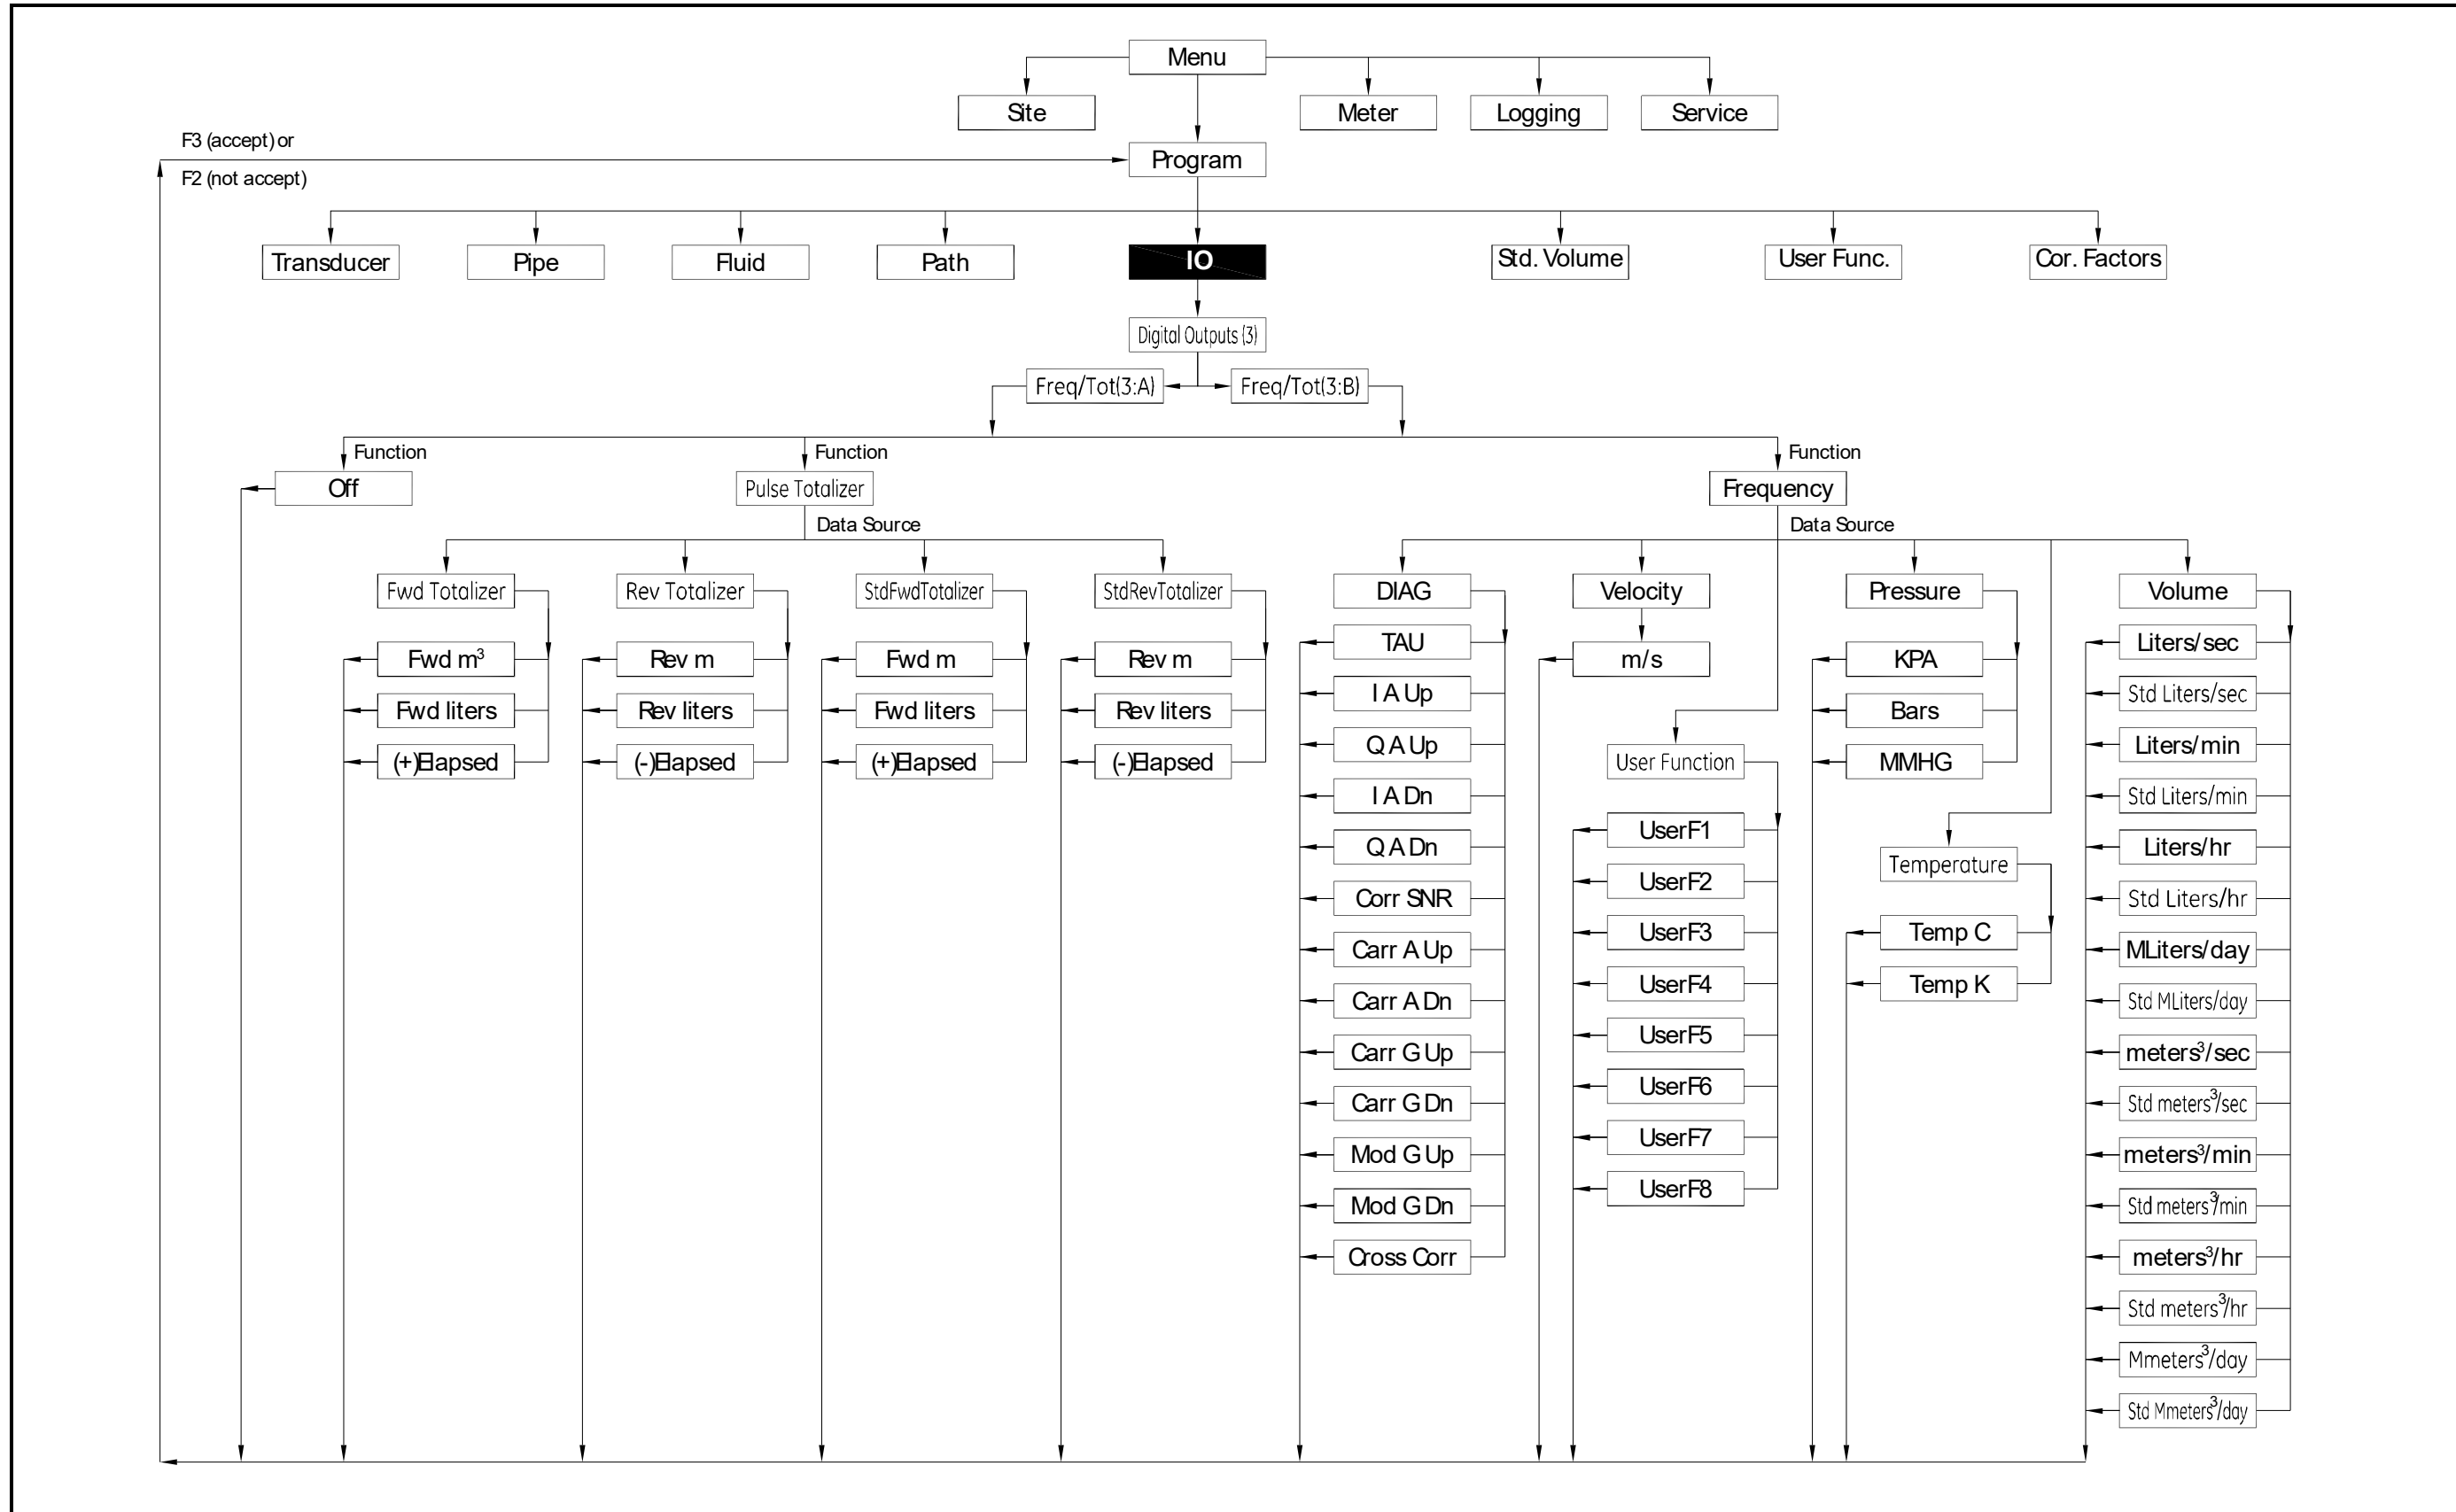 Menu
Site
Meter
Logging
Service
F3 (accept) or
F2 (not accept)
Program
Transducer
Pipe
Fluid
Path
IO
Std. Volume
User Func.
Cor. Factors
Digital Outputs (3)
Freq/Tot(3:A)
Freq/Tot(3:B)
Function
Function
Function
Off
Pulse Totalizer
Frequency
Data Source
Data Source
Fwd Totalizer
Rev Totalizer
StdFwdTotalizer
StdRevTotalizer
DIAG
Velocity
Pressure
Volume
Fwd m³
Fwd liters
(+)Elapsed
Rev m
Rev liters
(-)Elapsed
Fwd m
Fwd liters
(+)Elapsed
Rev m
Rev liters
(-)Elapsed
TAU
I A Up
Q A Up
I A Dn
Q A Dn
Corr SNR
Carr A Up
Carr A Dn
Carr G Up
Carr G Dn
Mod G Up
Mod G Dn
Cross Corr
m/s
User Function
UserF1
UserF2
UserF3
UserF4
UserF5
UserF6
UserF7
UserF8
KPA
Bars
MMHG
Temperature
Temp C
Temp K
Liters/sec
Std Liters/sec
Liters/min
Std Liters/min
Liters/hr
Std Liters/hr
MLiters/day
Std MLiters/day
meters³/sec
Std meters³/sec
meters³/min
Std meters³/min
meters³/hr
Std meters³/hr
Mmeters³/day
Std Mmeters³/day